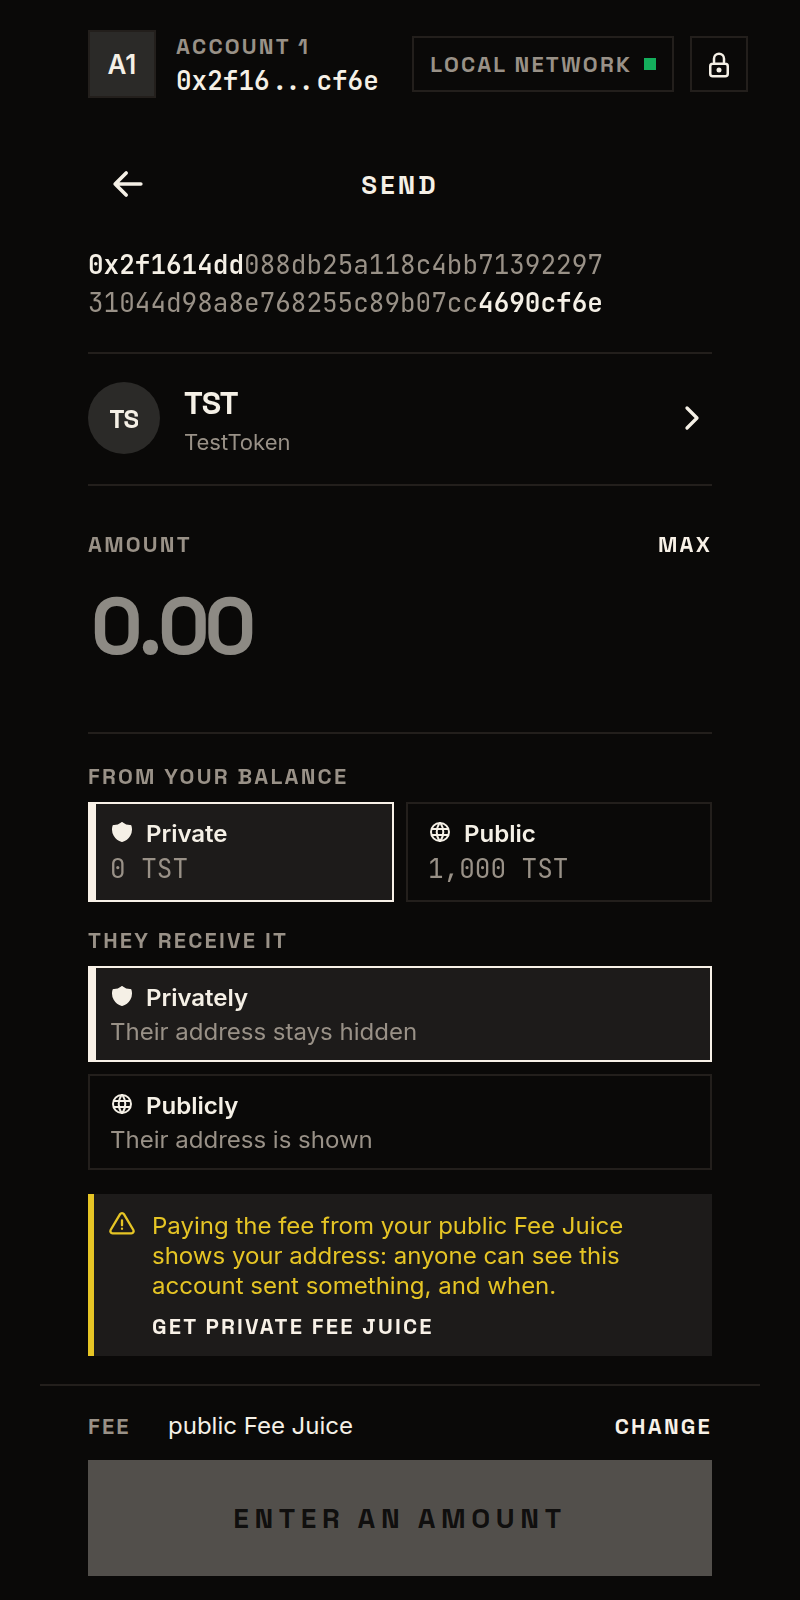 A1
ACCOUNT 1
0x2f16...cf6e
LOCAL NETWORK
SEND
0x2f1614dd088db25a118c4bb71392297
31044d98a8e768255c89b07cc4690cf6e
TS
TST
TestToken
AMOUNT
MAX
0.00
FROM YOUR BALANCE
Private
0 TST
Public
1,000 TST
THEY RECEIVE IT
Privately
Their address stays hidden
Publicly
Their address is shown
Paying the fee from your public Fee Juice
shows your address: anyone can see this
account sent something, and when.
GET PRIVATE FEE JUICE
FEE
public Fee Juice
CHANGE
ENTER AN AMOUNT